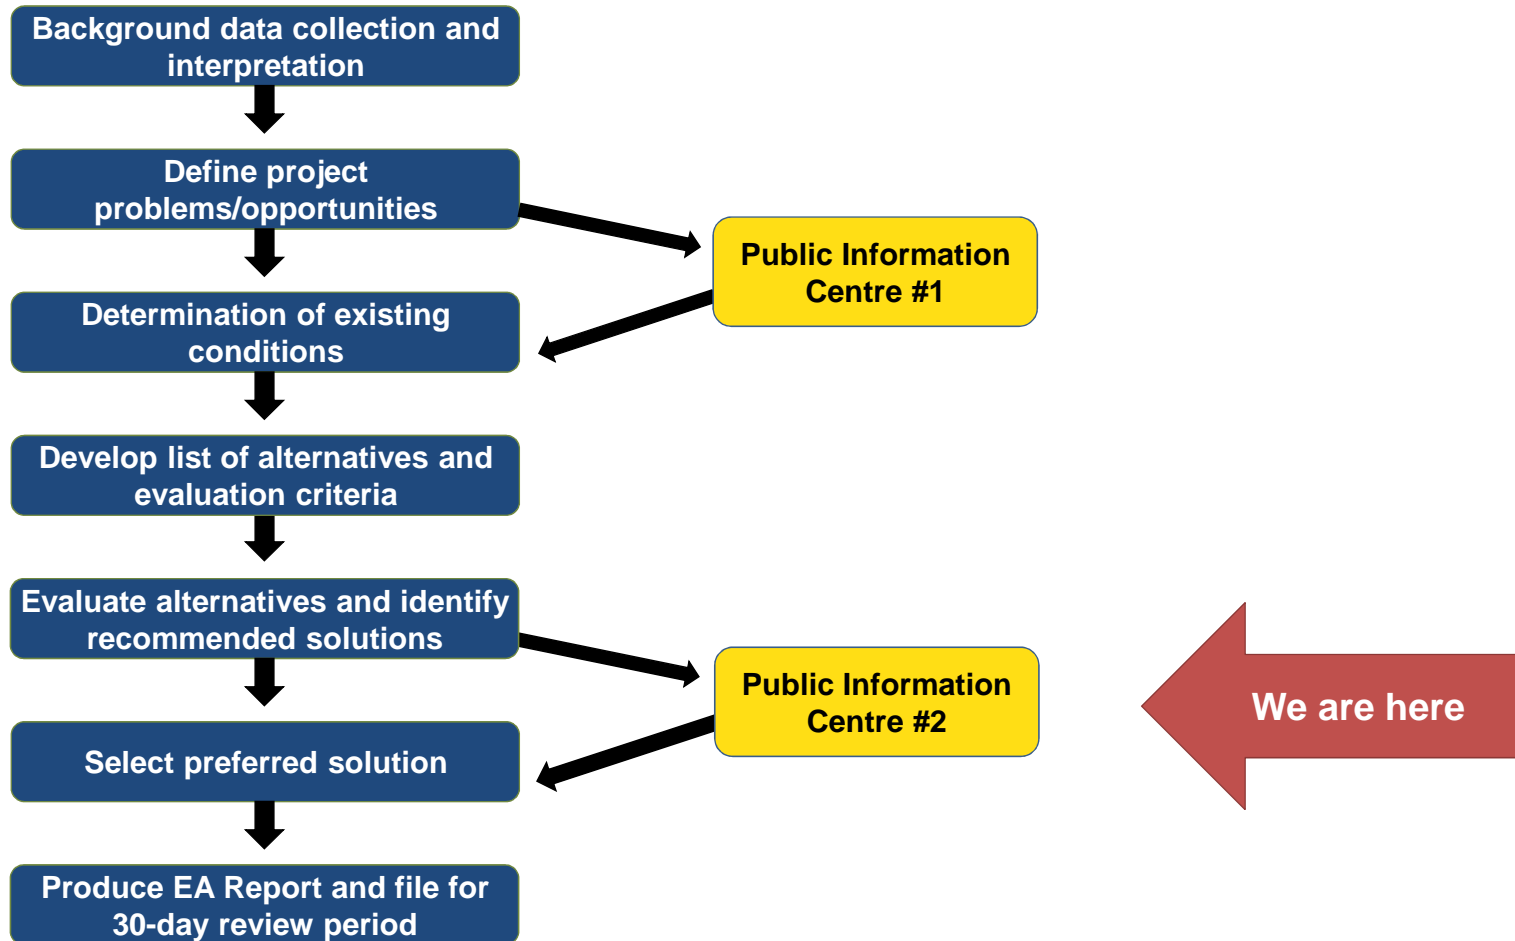 Background data collection and
interpretation
Define project
problems/opportunities
Public Information
Centre #1
Determination of existing
conditions
Develop list of alternatives and
evaluation criteria
Evaluate alternatives and identify
recommended solutions
Public Information
Centre #2
We are here
Select preferred solution
Produce EA Report and file for
30-day review period